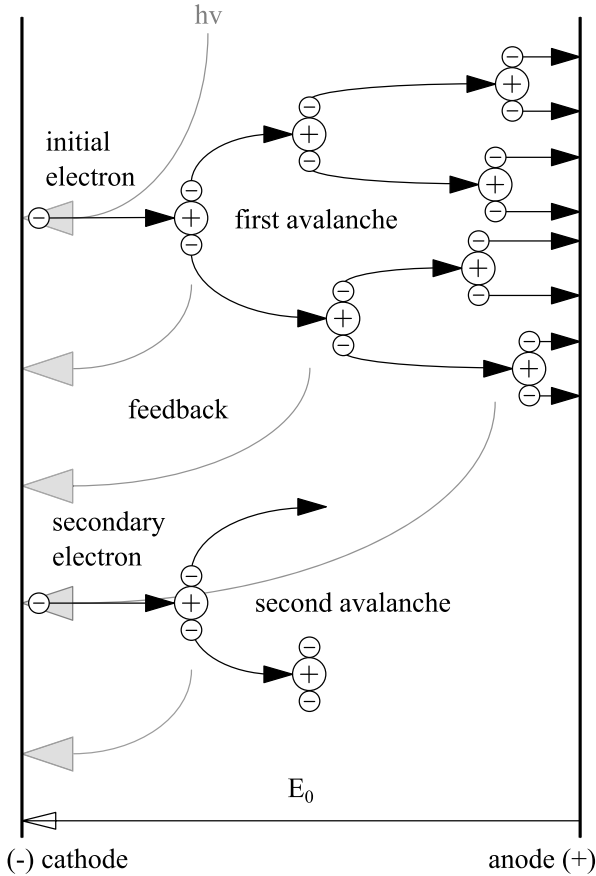 hv
initial
electron
first avalanche
feedback
secondary
electron
second avalanche
E₀
(-) cathode
anode (+)